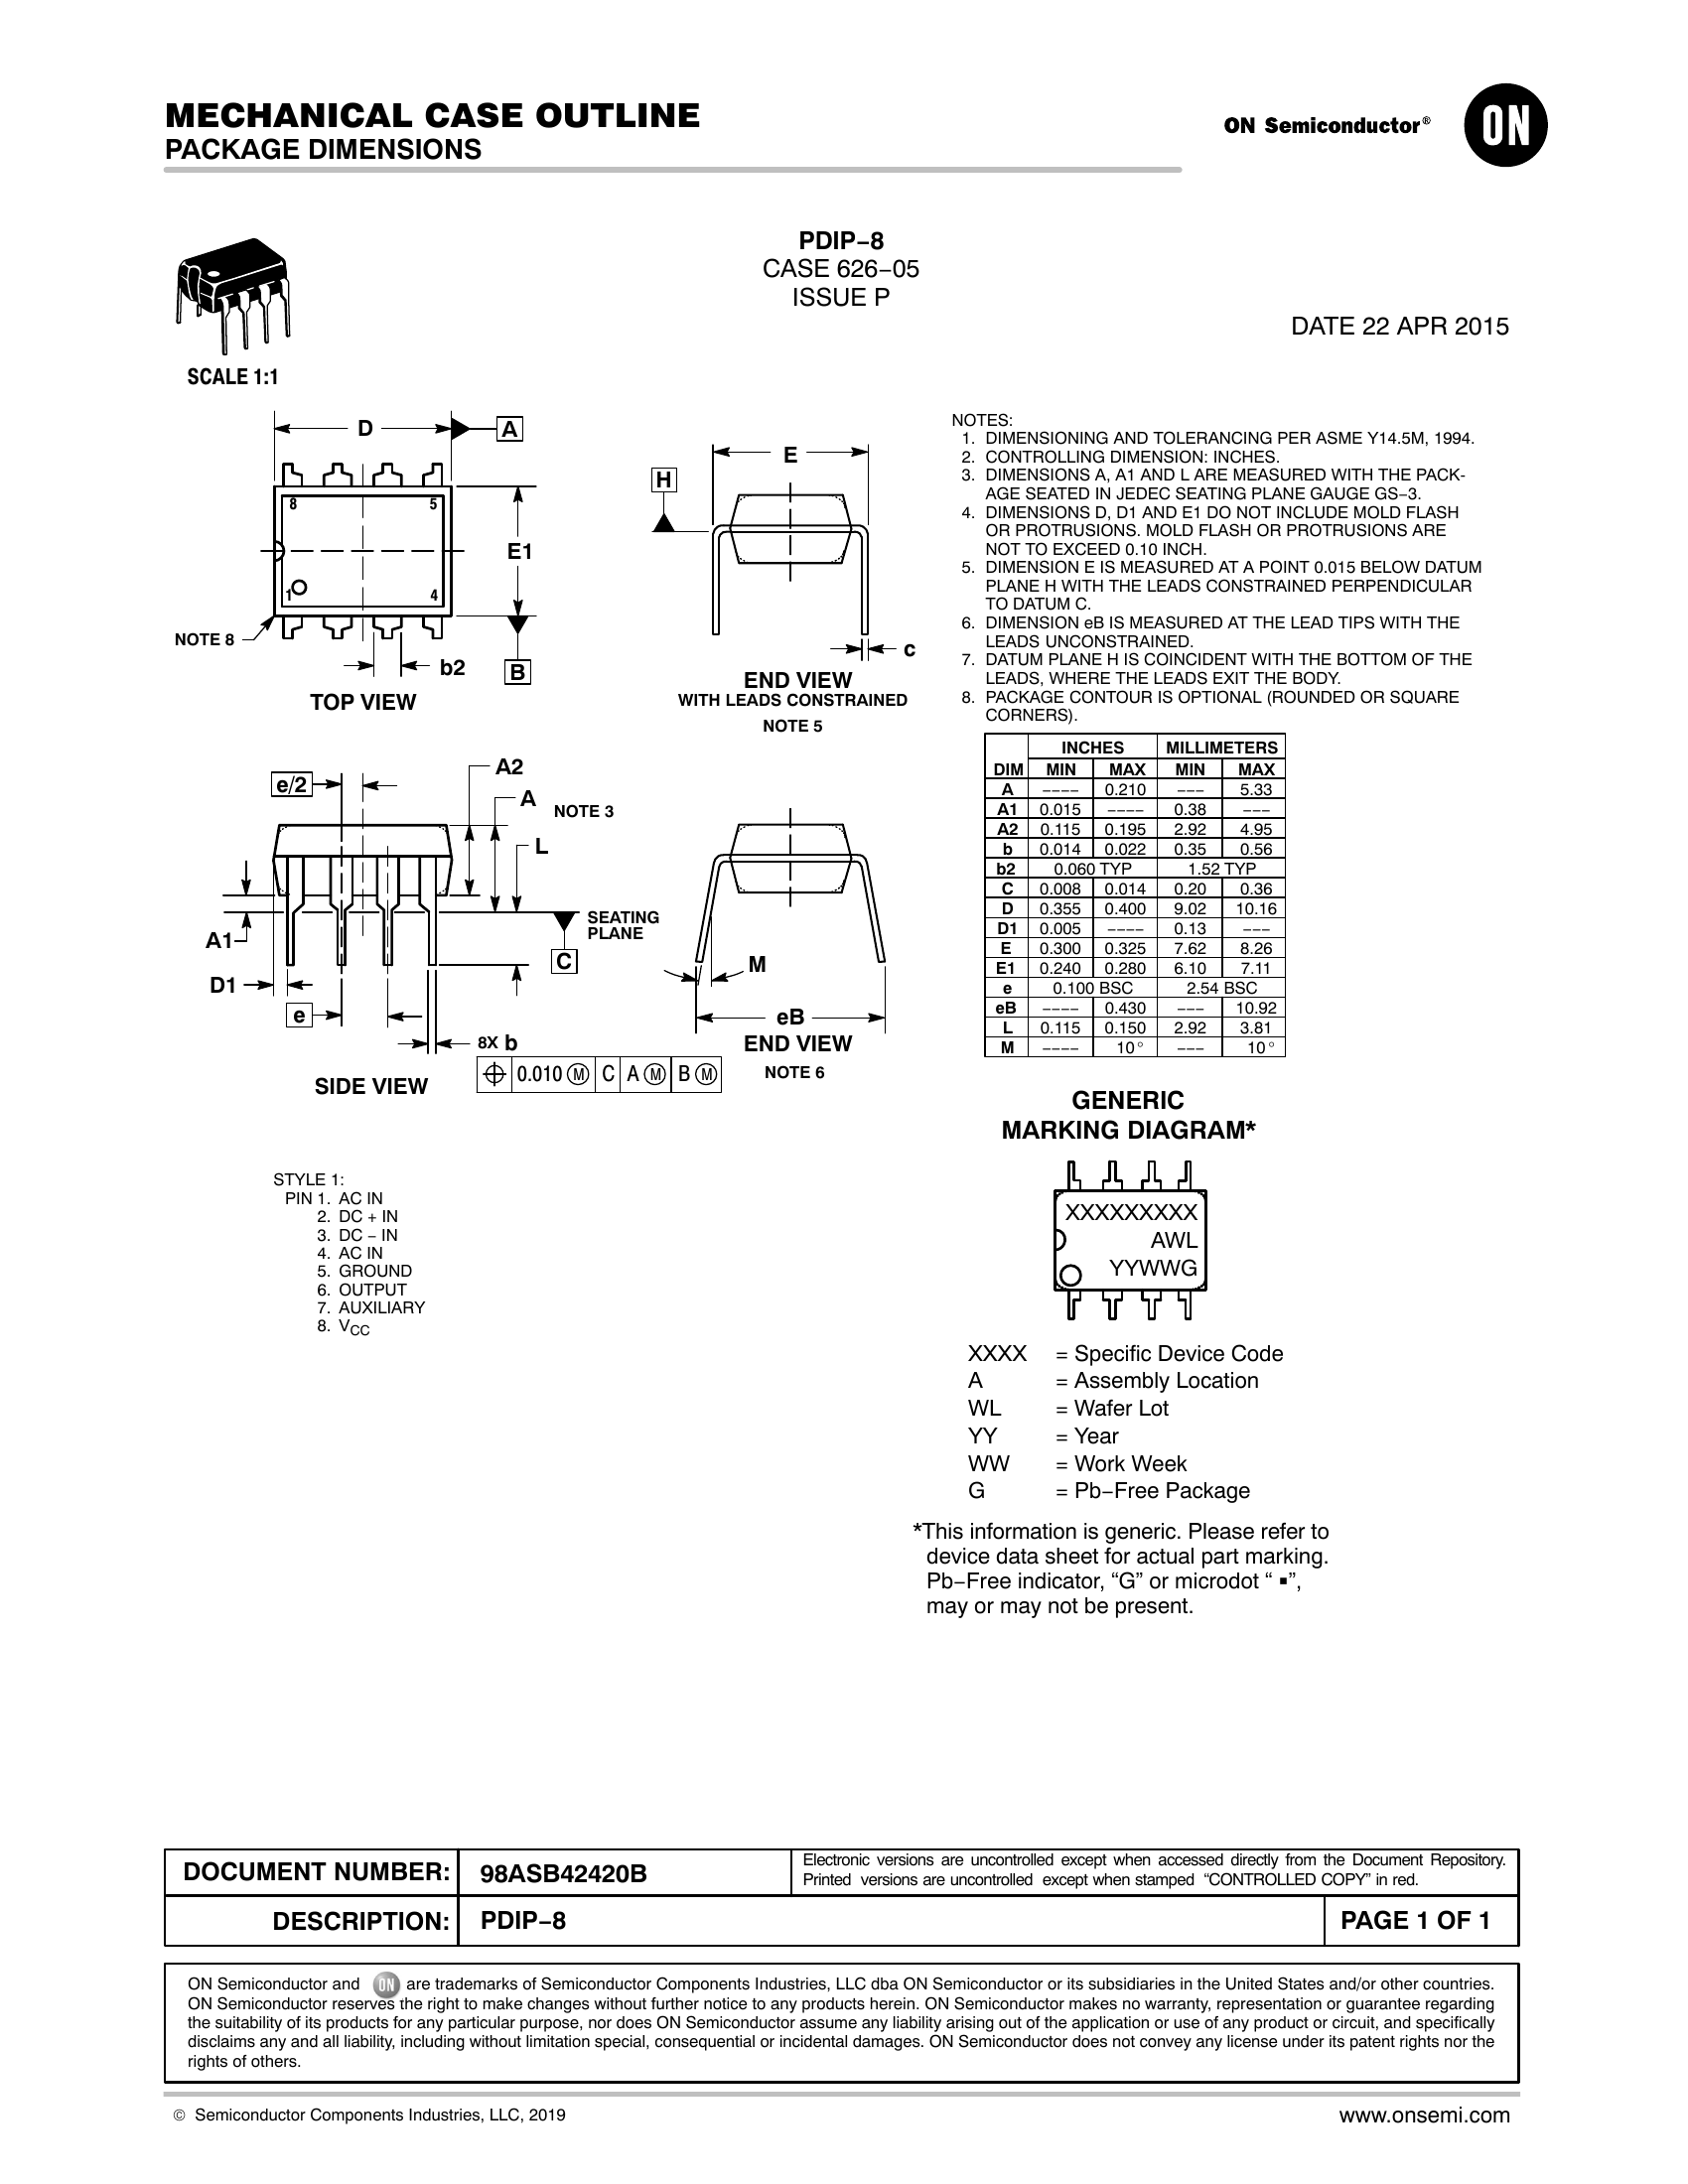 MECHANICAL CASE OUTLINE
PACKAGE DIMENSIONS
ON Semiconductor®
ON
PDIP−8
CASE 626−05
ISSUE P
DATE 22 APR 2015
SCALE 1:1
D
A
8
5
E1
1
4
NOTE 8
b2
B
TOP VIEW
E
H
c
END VIEW
WITH LEADS CONSTRAINED
NOTE 5
NOTES:
1. DIMENSIONING AND TOLERANCING PER ASME Y14.5M, 1994.
2. CONTROLLING DIMENSION: INCHES.
3. DIMENSIONS A, A1 AND L ARE MEASURED WITH THE PACK-
AGE SEATED IN JEDEC SEATING PLANE GAUGE GS−3.
4. DIMENSIONS D, D1 AND E1 DO NOT INCLUDE MOLD FLASH
OR PROTRUSIONS. MOLD FLASH OR PROTRUSIONS ARE
NOT TO EXCEED 0.10 INCH.
5. DIMENSION E IS MEASURED AT A POINT 0.015 BELOW DATUM
PLANE H WITH THE LEADS CONSTRAINED PERPENDICULAR
TO DATUM C.
6. DIMENSION eB IS MEASURED AT THE LEAD TIPS WITH THE
LEADS UNCONSTRAINED.
7. DATUM PLANE H IS COINCIDENT WITH THE BOTTOM OF THE
LEADS, WHERE THE LEADS EXIT THE BODY.
8. PACKAGE CONTOUR IS OPTIONAL (ROUNDED OR SQUARE
CORNERS).
e/2
A2
A
NOTE 3
L
SEATING
PLANE
C
A1
D1
e
8X b
0.010 Ⓜ C A Ⓜ B Ⓜ
SIDE VIEW
M
eB
END VIEW
NOTE 6
INCHES MILLIMETERS
DIM MIN MAX MIN MAX
A −−−− 0.210 −−− 5.33
A1 0.015 −−−− 0.38 −−−
A2 0.115 0.195 2.92 4.95
b 0.014 0.022 0.35 0.56
b2 0.060 TYP 1.52 TYP
C 0.008 0.014 0.20 0.36
D 0.355 0.400 9.02 10.16
D1 0.005 −−−− 0.13 −−−
E 0.300 0.325 7.62 8.26
E1 0.240 0.280 6.10 7.11
e 0.100 BSC 2.54 BSC
eB −−−− 0.430 −−− 10.92
L 0.115 0.150 2.92 3.81
M −−−− 10° −−− 10°
GENERIC
MARKING DIAGRAM*
XXXXXXXXX
AWL
YYWWG
XXXX = Specific Device Code
A = Assembly Location
WL = Wafer Lot
YY = Year
WW = Work Week
G = Pb−Free Package
*This information is generic. Please refer to
device data sheet for actual part marking.
Pb−Free indicator, “G” or microdot “ ▪”,
may or may not be present.
STYLE 1:
PIN 1. AC IN
2. DC + IN
3. DC − IN
4. AC IN
5. GROUND
6. OUTPUT
7. AUXILIARY
8. VCC
DOCUMENT NUMBER: 98ASB42420B
Electronic versions are uncontrolled except when accessed directly from the Document Repository.
Printed versions are uncontrolled except when stamped “CONTROLLED COPY” in red.
DESCRIPTION: PDIP−8 PAGE 1 OF 1
ON Semiconductor and ON are trademarks of Semiconductor Components Industries, LLC dba ON Semiconductor or its subsidiaries in the United States and/or other countries.
ON Semiconductor reserves the right to make changes without further notice to any products herein. ON Semiconductor makes no warranty, representation or guarantee regarding
the suitability of its products for any particular purpose, nor does ON Semiconductor assume any liability arising out of the application or use of any product or circuit, and specifically
disclaims any and all liability, including without limitation special, consequential or incidental damages. ON Semiconductor does not convey any license under its patent rights nor the
rights of others.
© Semiconductor Components Industries, LLC, 2019
www.onsemi.com